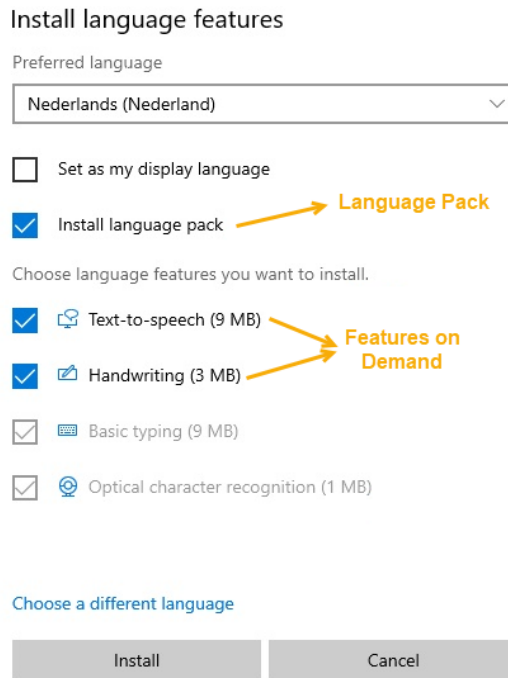 Install language features
Preferred language
Nederlands (Nederland)
Set as my display language
Install language pack
Language Pack
Choose language features you want to install.
Text-to-speech (9 MB)
Features on
Demand
Handwriting (3 MB)
Basic typing (9 MB)
Optical character recognition (1 MB)
Choose a different language
Install
Cancel